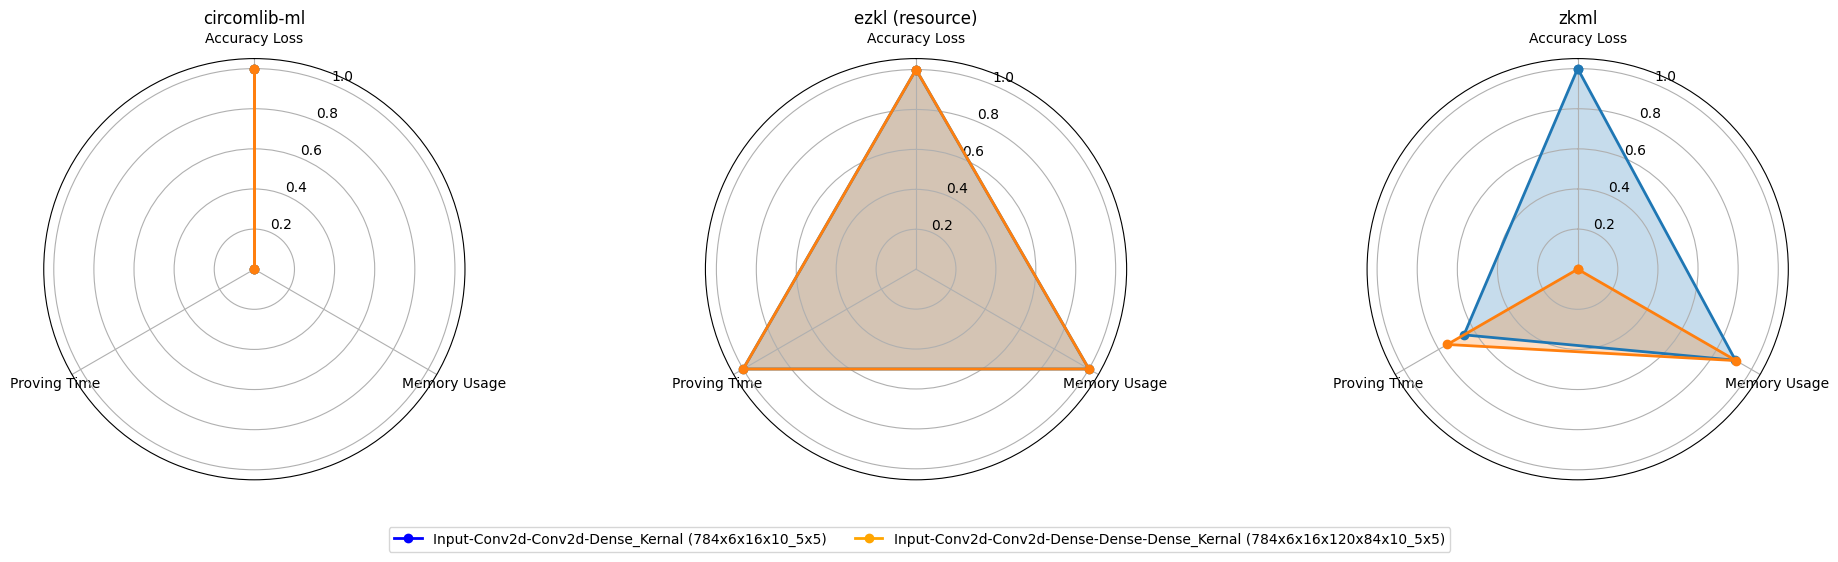 circomlib-ml
Accuracy Loss
1.0
0.8
0.6
0.4
0.2
Proving Time
Memory Usage
ezkl (resource)
Accuracy Loss
1.0
0.8
0.6
0.4
0.2
Proving Time
Memory Usage
zkml
Accuracy Loss
1.0
0.8
0.6
0.4
0.2
Proving Time
Memory Usage
Input-Conv2d-Conv2d-Dense_Kernal (784x6x16x10_5x5)
Input-Conv2d-Conv2d-Dense-Dense-Dense_Kernal (784x6x16x120x84x10_5x5)